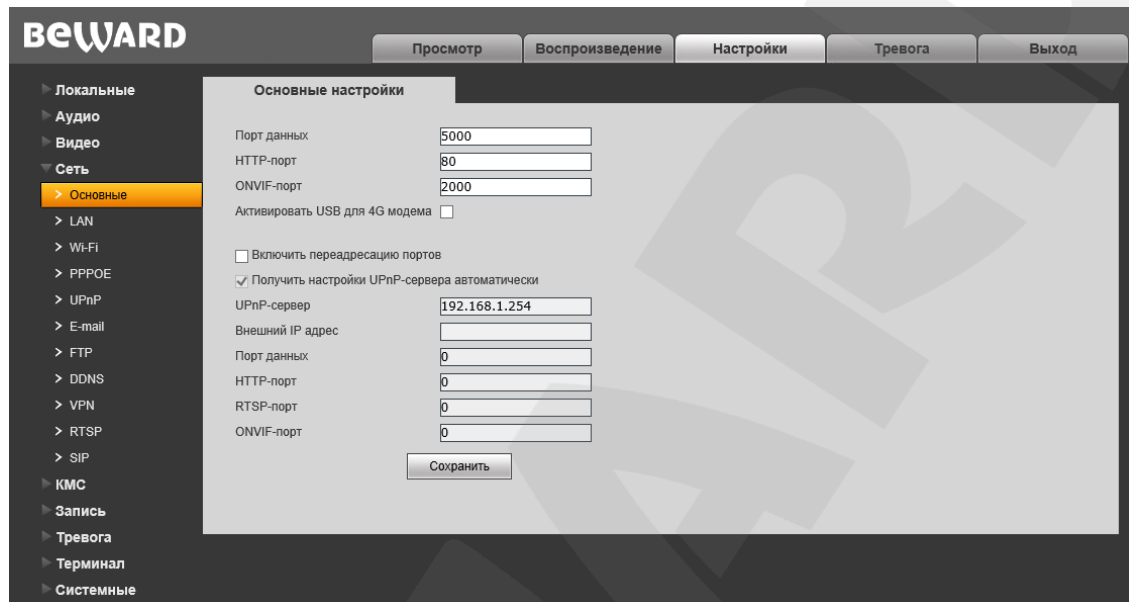 BEWARD
Просмотр
Воспроизведение
Настройки
Тревога
Выход
Локальные
Аудио
Видео
Сеть
> Основные
> LAN
> Wi-Fi
> PPPOE
> UPnP
> E-mail
> FTP
> DDNS
> VPN
> RTSP
> SIP
КМС
Запись
Тревога
Терминал
Системные
Основные настройки
Порт данных 5000
HTTP-порт 80
ONVIF-порт 2000
Активировать USB для 4G модема
Включить переадресацию портов
Получить настройки UPnP-сервера автоматически
UPnP-сервер 192.168.1.254
Внешний IP адрес
Порт данных 0
HTTP-порт 0
RTSP-порт 0
ONVIF-порт 0
Сохранить